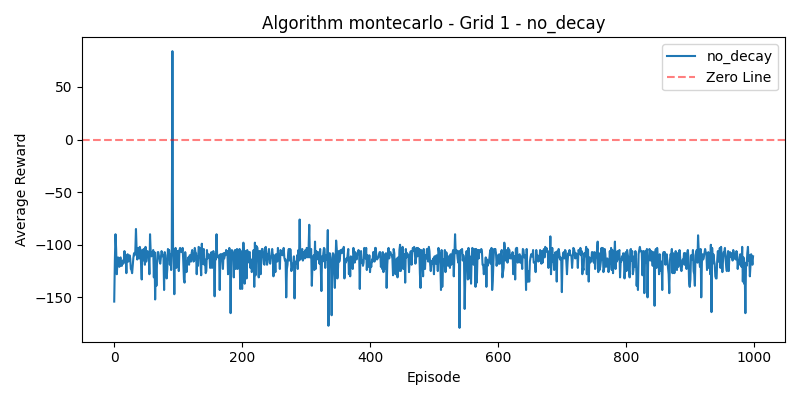 Algorithm montecarlo - Grid 1 - no_decay
no_decay
Zero Line
50
0
−50
−100
−150
Average Reward
0 200 400 600 800 1000
Episode